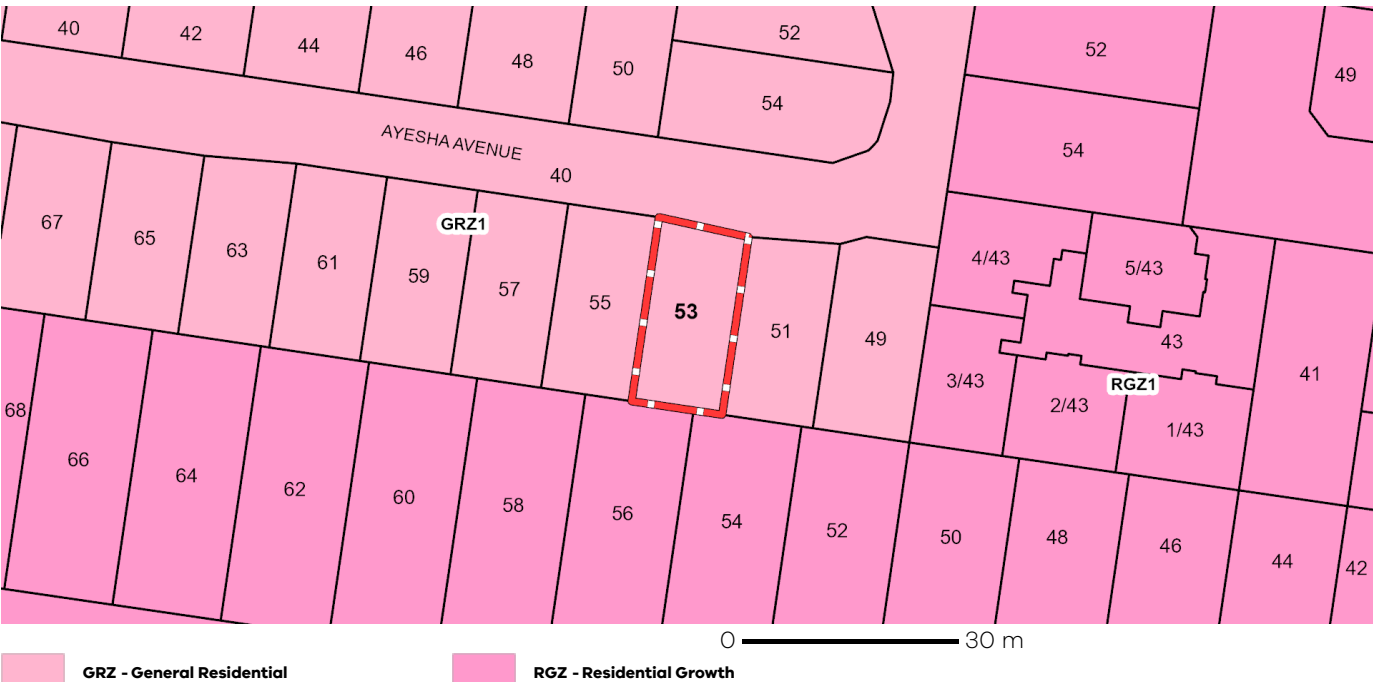 40 42 44 46 48 50 52 52 49
54 54
AYESHA AVENUE
40
67 65 63 61 59 57 55 53 51 49
GRZ1
4/43 5/43
43
3/43 2/43 1/43 41
RGZ1
68 66 64 62 60 58 56 54 52 50 48 46 44 42
0 30 m
GRZ - General Residential RGZ - Residential Growth